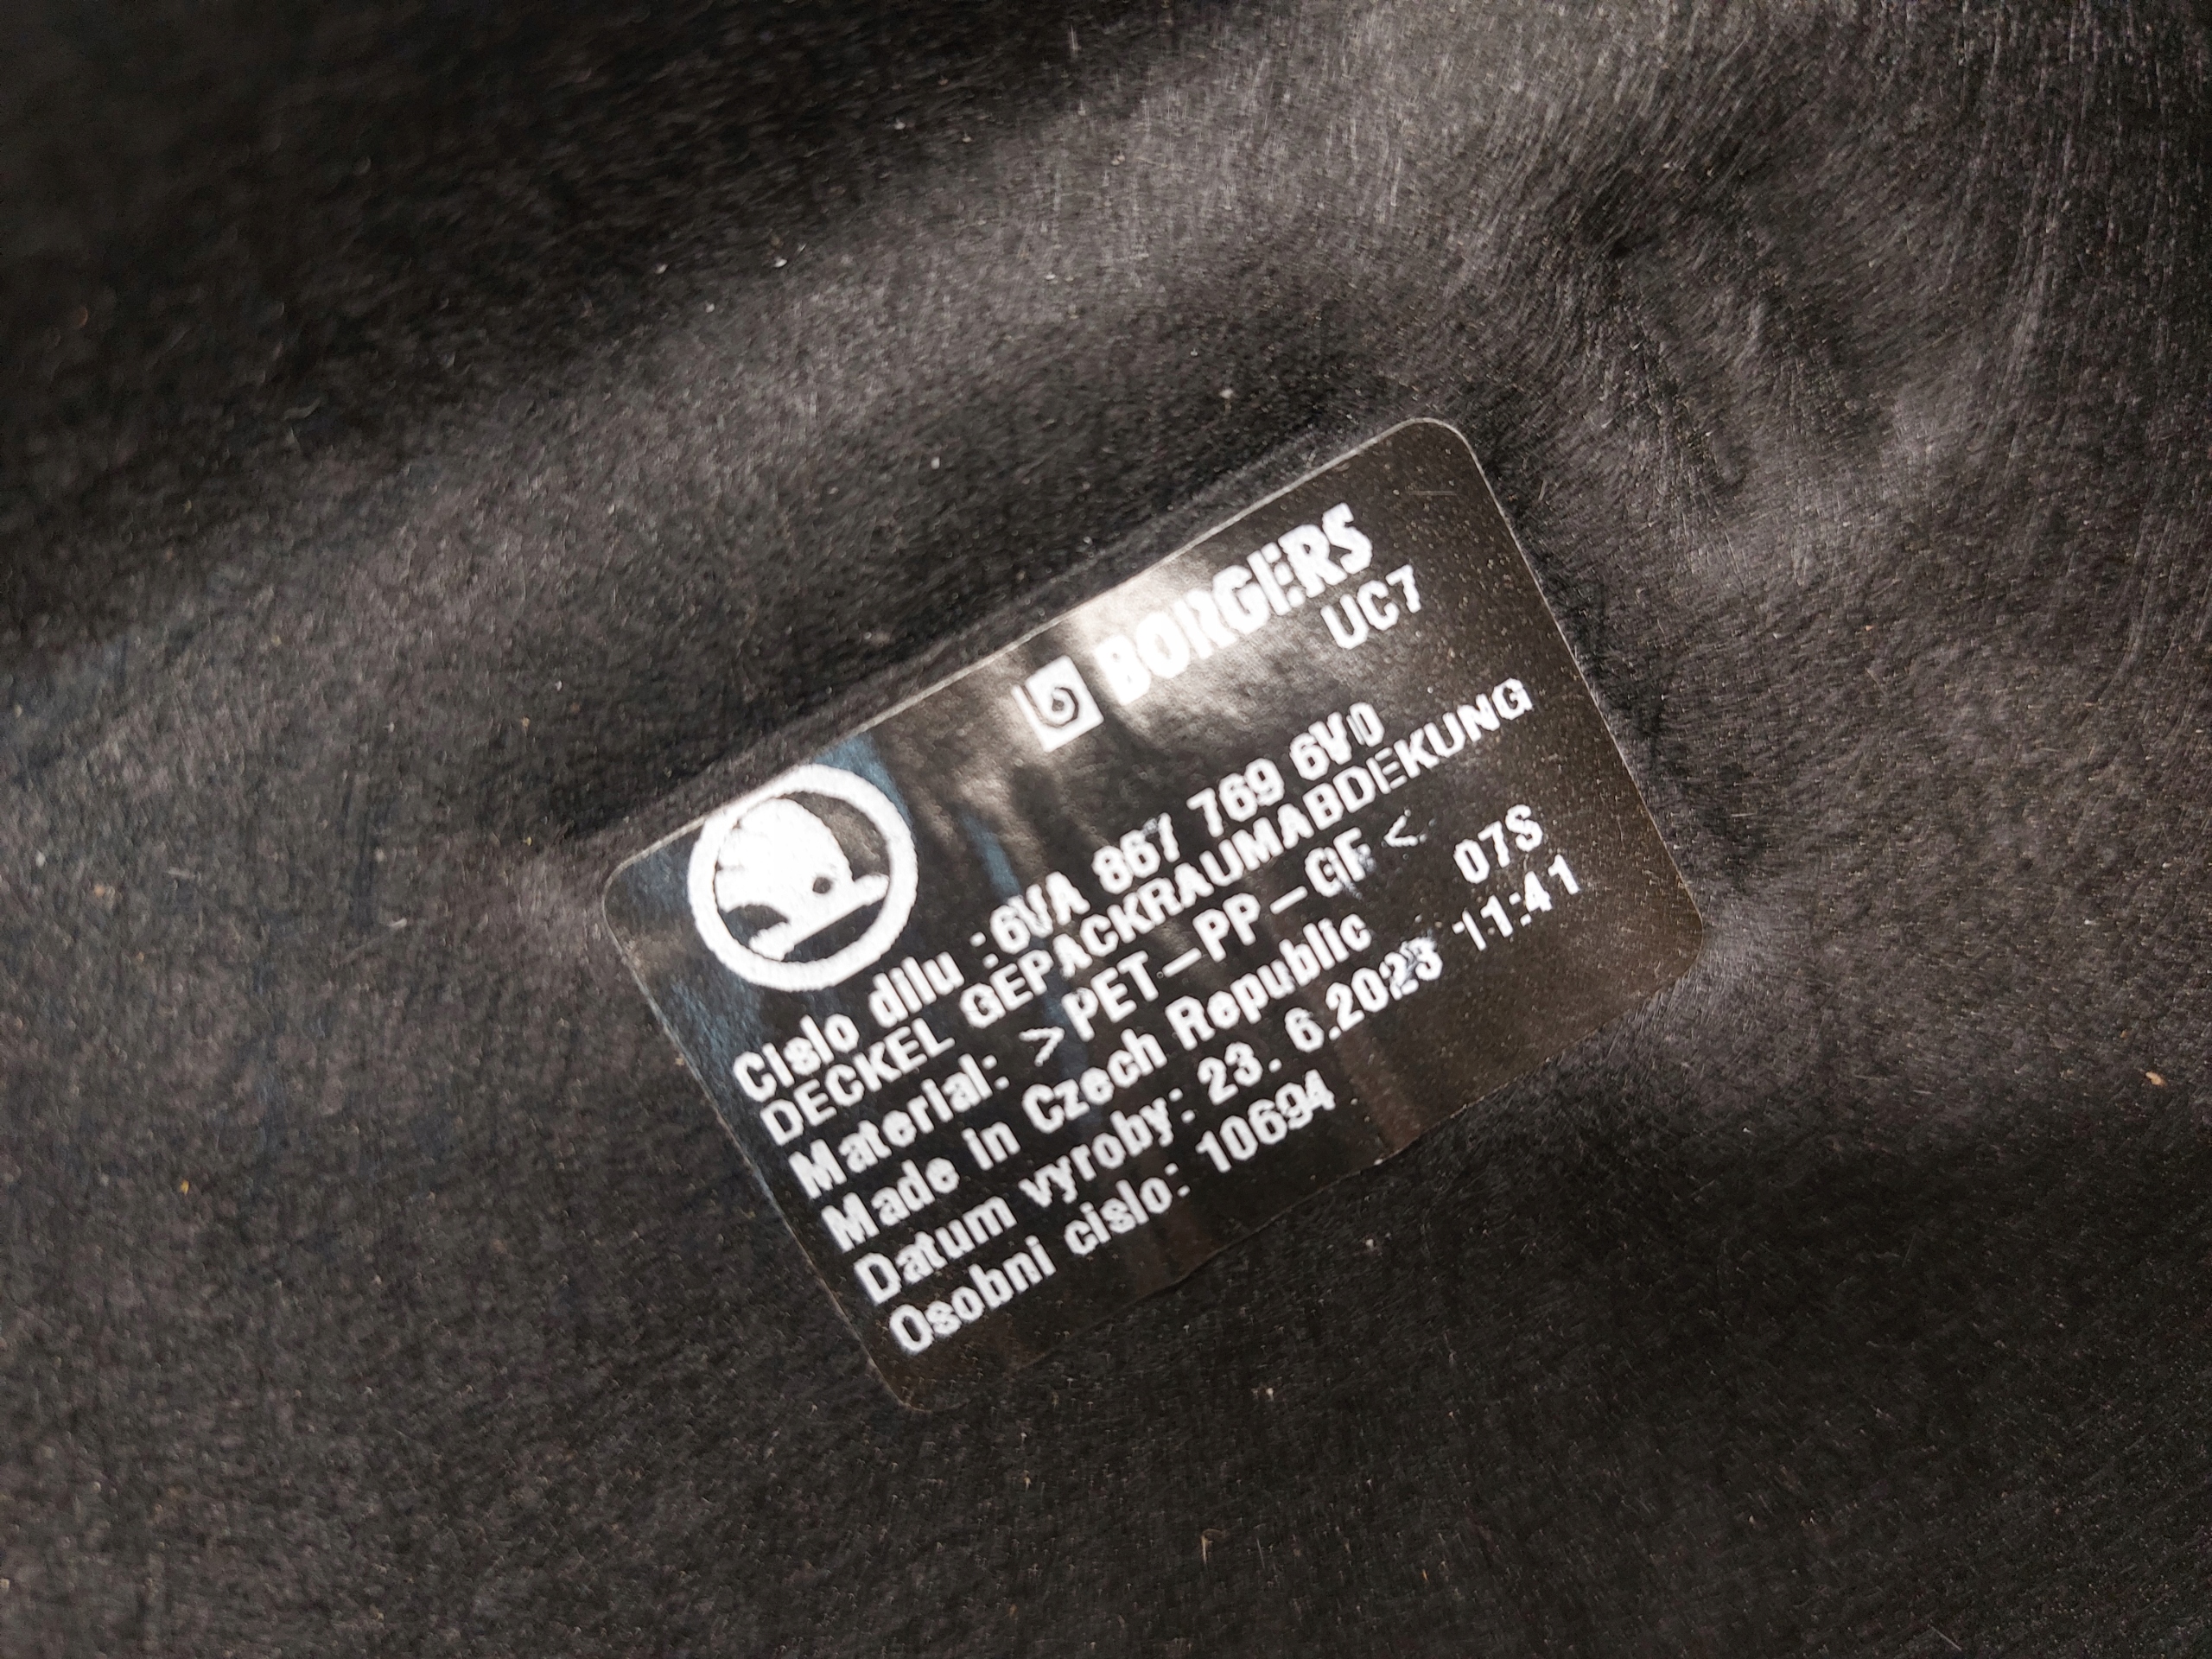 BORGERS
UC7
Cislo dilu :6VA 867 769 6V0
DECKEL GEPACKRAUMABDEKUNG
Material: >PET-PP-GF<
Made in Czech Republic 07S
Datum vyroby: 23. 6.2023 11:41
Osobni cislo: 10694